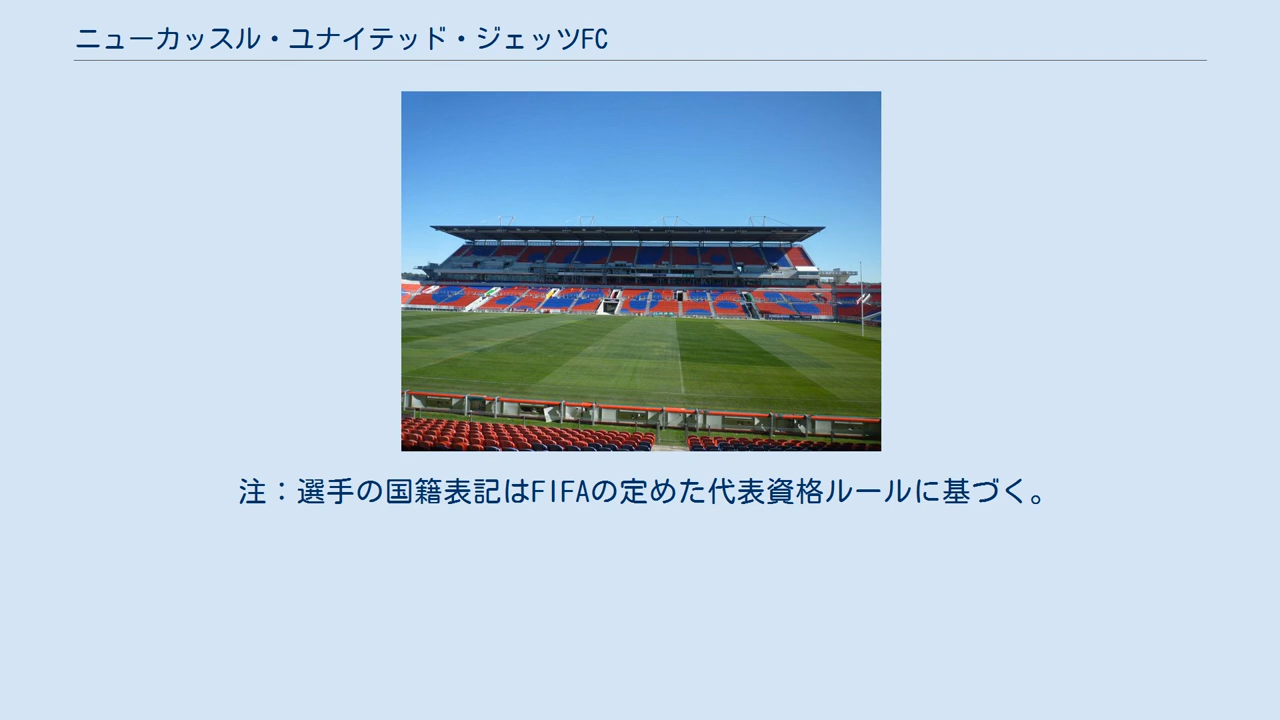 ニューカッスル・ユナイテッド・ジェッツFC
注：選手の国籍表記はFIFAの定めた代表資格ルールに基づく。